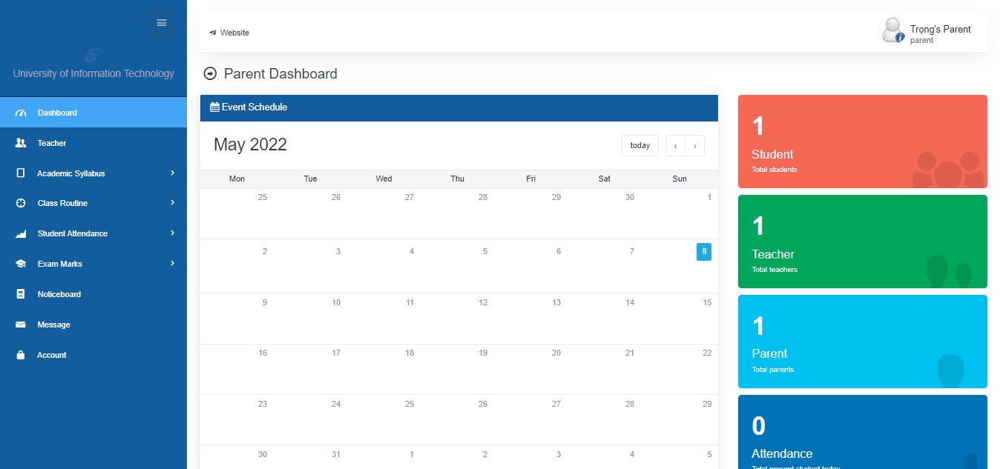 Website
Trọng's Parent
parent
University of Information Technology
Dashboard
Teacher
Academic Syllabus
Class Routine
Student Attendance
Exam Marks
Noticeboard
Message
Account
Parent Dashboard
Event Schedule
May 2022
today
Mon Tue Wed Thu Fri Sat Sun
25 26 27 28 29 30 1
2 3 4 5 6 7 8
9 10 11 12 13 14 15
16 17 18 19 20 21 22
23 24 25 26 27 28 29
30 31 1 2 3 4 5
1
Student
Total students
1
Teacher
Total teachers
1
Parent
Total parents
0
Attendance
Total present student today